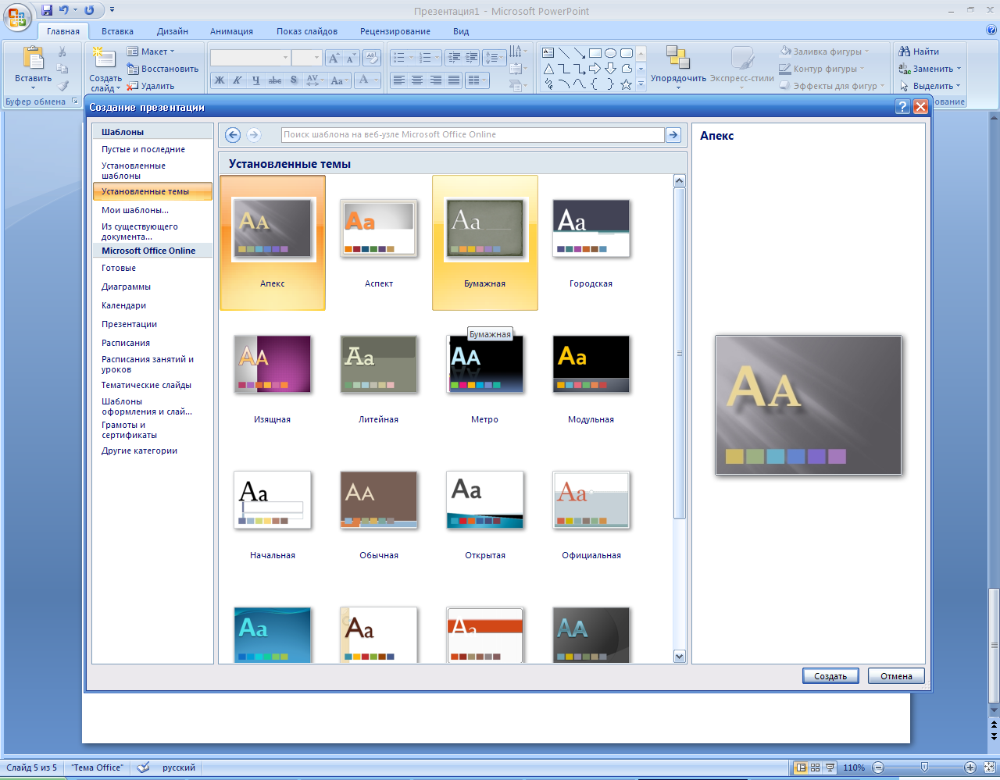 Презентация1 - Microsoft PowerPoint
Главная
Вставка
Дизайн
Анимация
Показ слайдов
Рецензирование
Вид
Вставить
Буфер обмена
Создать слайд
Макет
Восстановить
Удалить
Ж К Ч abc S AV Aa A
Упорядочить
Экспресс-стили
Заливка фигуры
Контур фигуры
Эффекты для фигур
Найти
Заменить
Выделить
ование
Создание презентации
Шаблоны
Пустые и последние
Установленные
шаблоны
Установленные темы
Мои шаблоны...
Из существующего
документа...
Microsoft Office Online
Готовые
Диаграммы
Календари
Презентации
Расписания
Расписания занятий и
уроков
Тематические слайды
Шаблоны
оформления и слай...
Грамоты и
сертификаты
Другие категории
Поиск шаблона на веб-узле Microsoft Office Online
Установленные темы
Aa Aa Aa Aa
Апекс Аспект Бумажная Городская
Бумажная
Aa Aa Aa Aa
Изящная Литейная Метро Модульная
Aa Aa Aa Aa
Начальная Обычная Открытая Официальная
Aa Aa Aa AA
Апекс
Aa
Создать
Отмена
Слайд 5 из 5
"Тема Office"
русский
110%